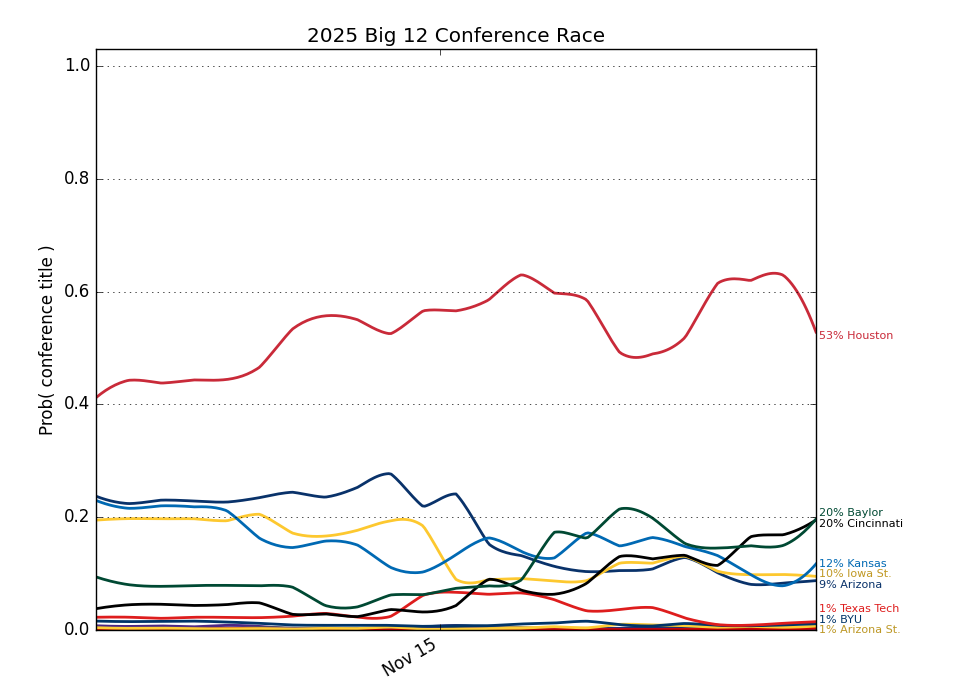 2025 Big 12 Conference Race
Prob( conference title )
1.0
0.8
0.6
0.4
0.2
0.0
Nov 15
53% Houston
20% Baylor
20% Cincinnati
12% Kansas
10% Iowa St.
9% Arizona
1% Texas Tech
1% BYU
1% Arizona St.